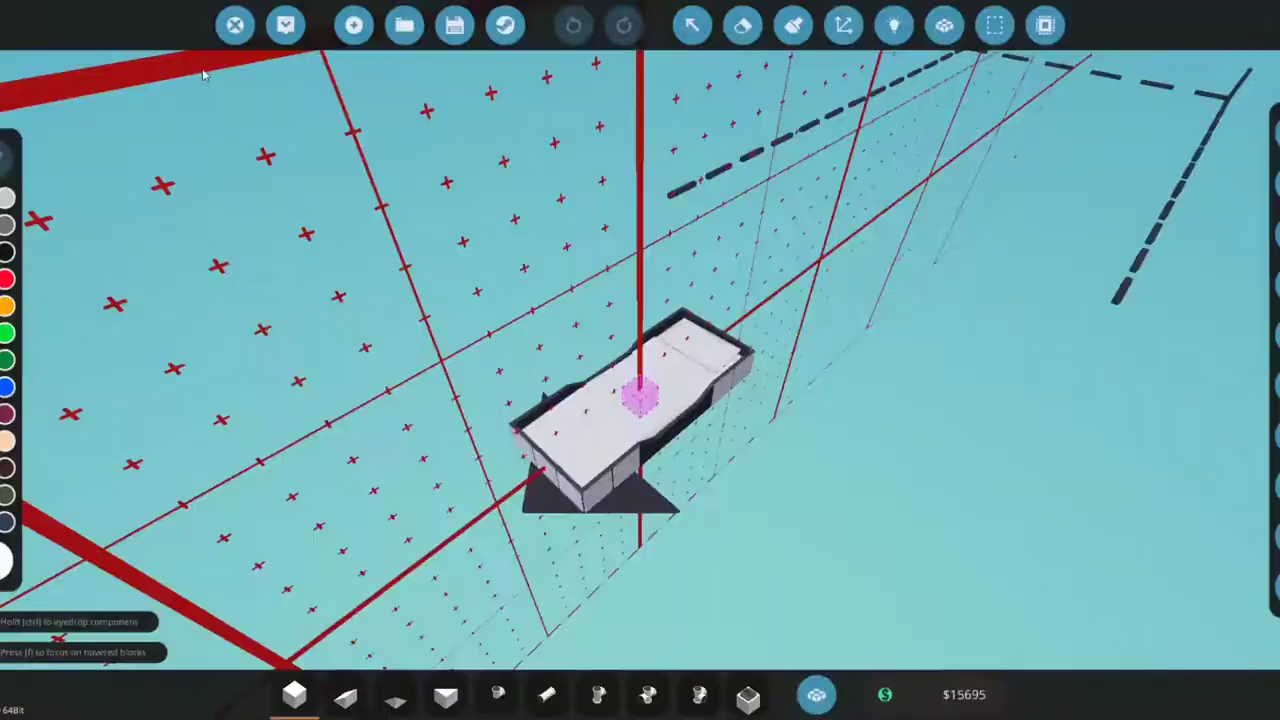 Hold [ctrl] to eyedrop component
Press [f] to focus on hovered blocks
64Bit
$15695